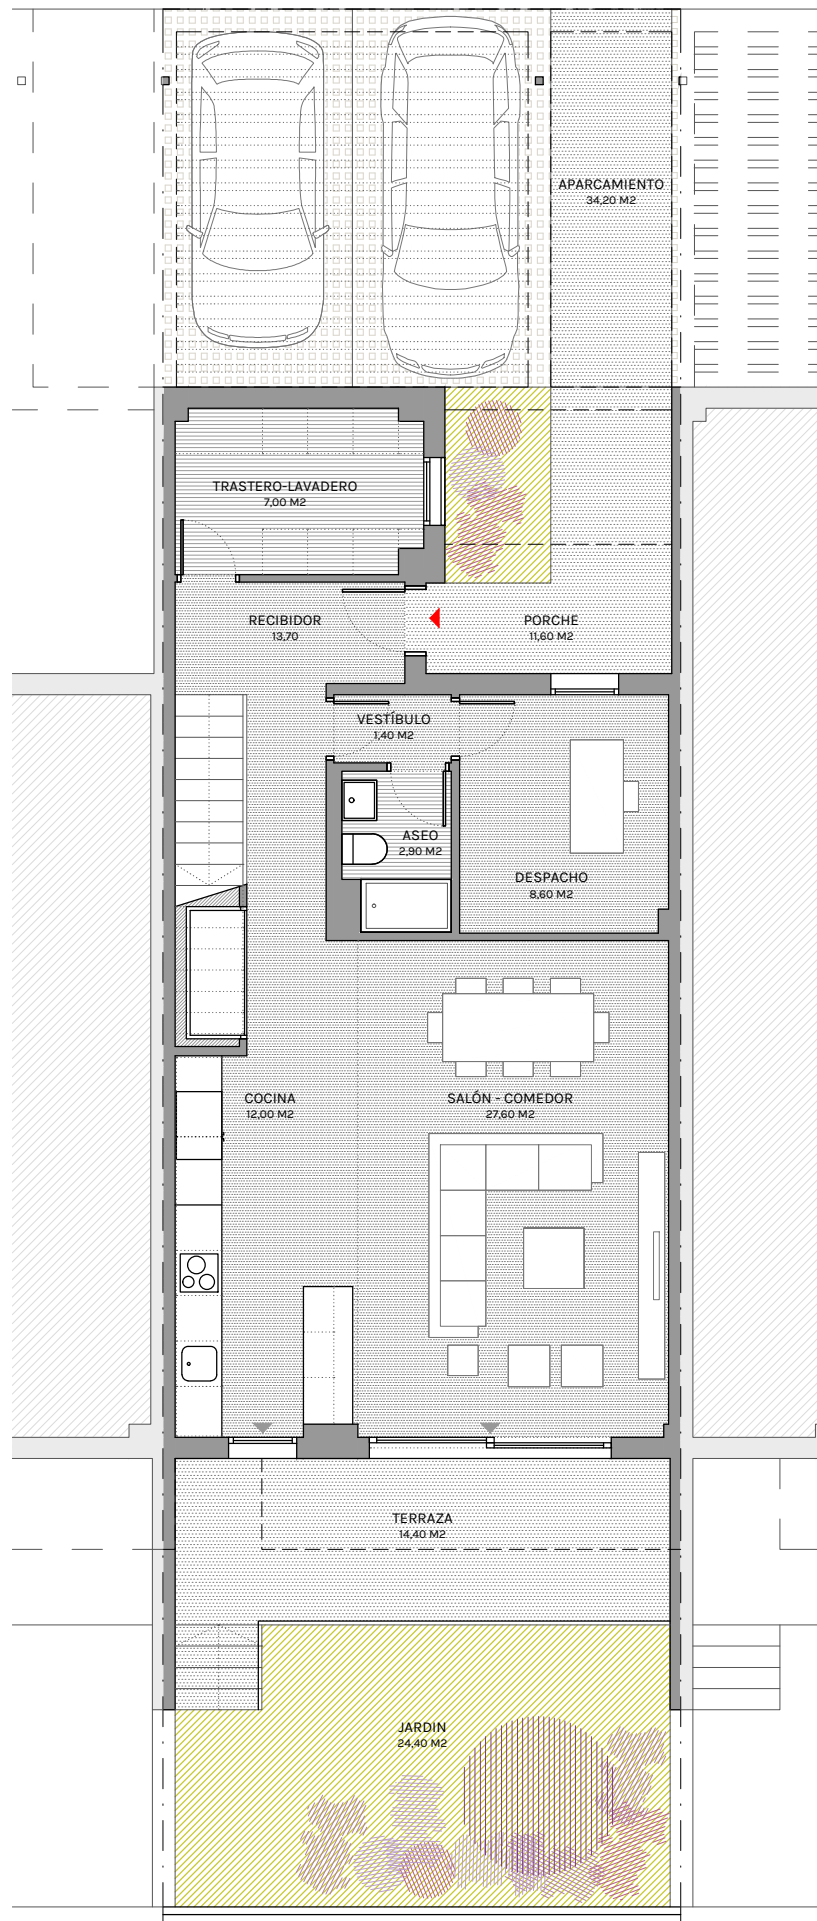 APARCAMIENTO
34,20 M2
TRASTERO-LAVADERO
7,00 M2
RECIBIDOR
13,70
PORCHE
11,60 M2
VESTÍBULO
1,40 M2
ASEO
2,90 M2
DESPACHO
8,60 M2
COCINA
12,00 M2
SALÓN - COMEDOR
27,60 M2
TERRAZA
14,40 M2
JARDIN
24,40 M2